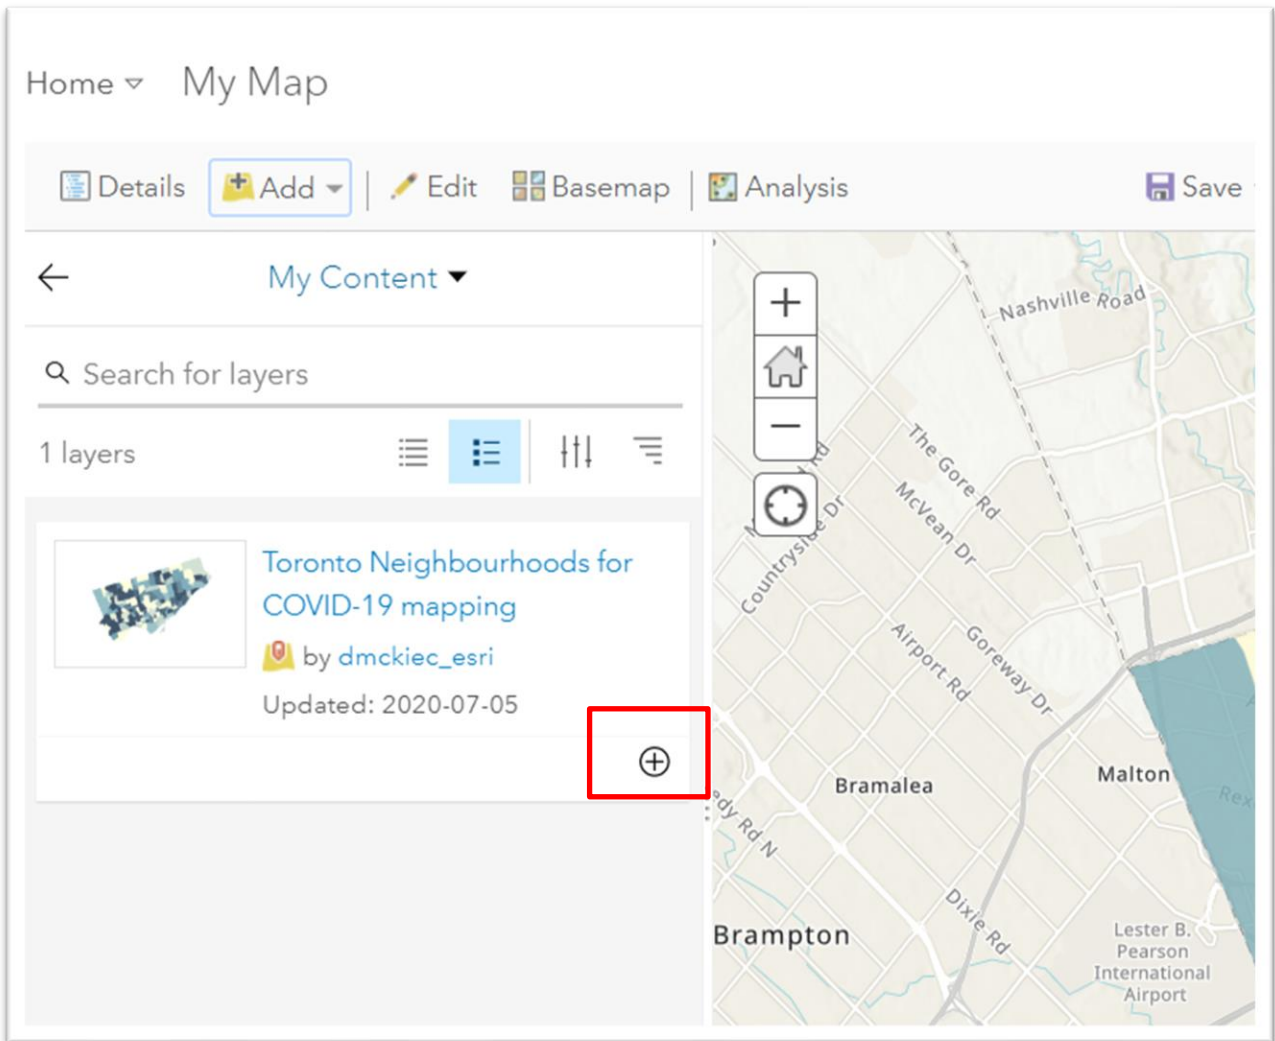 Home My Map
Details Add Edit Basemap Analysis Save
My Content
Search for layers
1 layers
Toronto Neighbourhoods for
COVID-19 mapping
by dmckiec_esri
Updated: 2020-07-05
Nashville Road
The Gore Rd
McVean Dr
Countryside Dr
Airport Rd
Goreway Dr
Bramalea
Malton
Dixie Rd
Brampton
Lester B.
Pearson
International
Airport